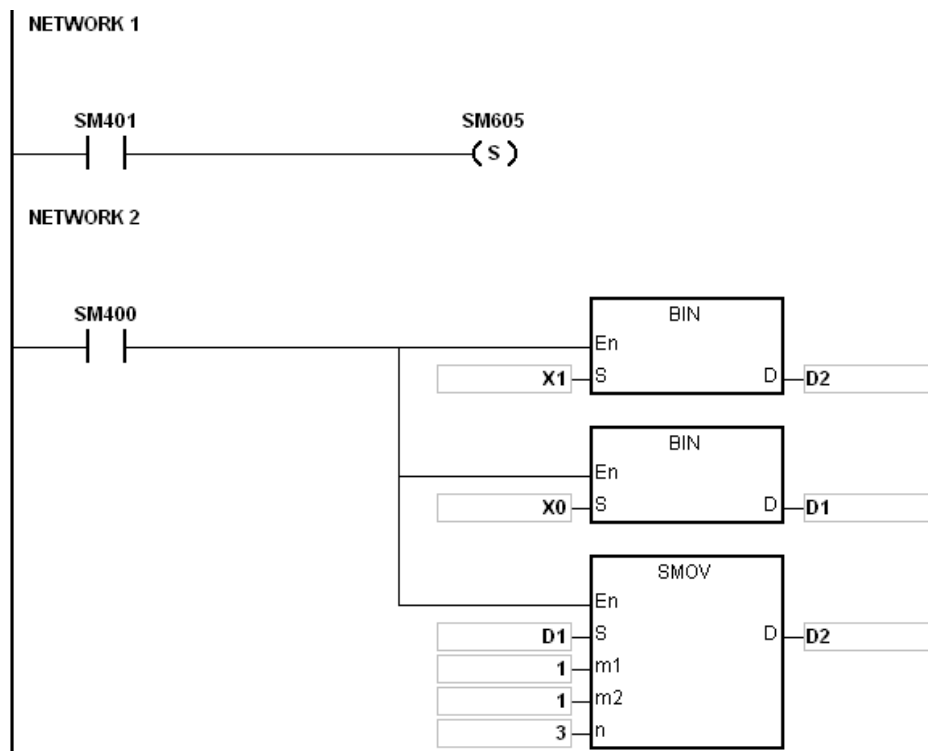 NETWORK 1
SM401
SM605
S
NETWORK 2
SM400
BIN
En
X1 S D D2
BIN
En
X0 S D D1
SMOV
En
D1 S D D2
1 m1
1 m2
3 n